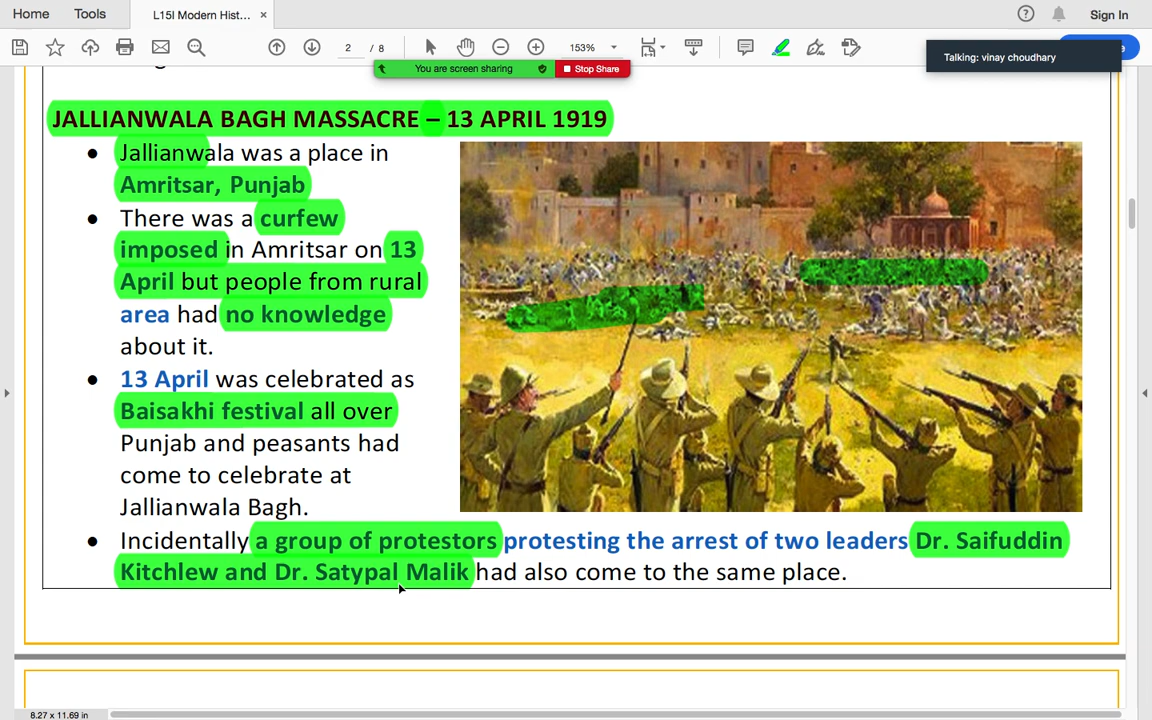 Home Tools L15I Modern Hist... × Sign In
2 / 8 153%
Talking: vinay choudhary
You are screen sharing Stop Share
JALLIANWALA BAGH MASSACRE – 13 APRIL 1919
• Jallianwala was a place in
Amritsar, Punjab
• There was a curfew
imposed in Amritsar on 13
April but people from rural
area had no knowledge
about it.
• 13 April was celebrated as
Baisakhi festival all over
Punjab and peasants had
come to celebrate at
Jallianwala Bagh.
• Incidentally a group of protestors protesting the arrest of two leaders Dr. Saifuddin
Kitchlew and Dr. Satypal Malik had also come to the same place.
8.27 x 11.69 in